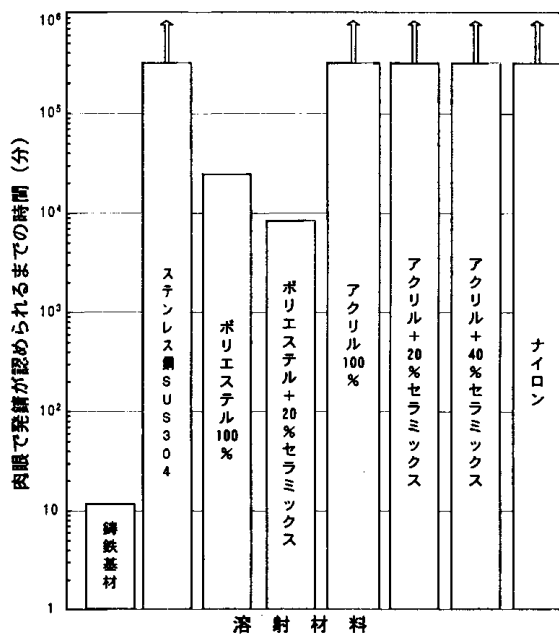 肉眼で発錆が認められるまでの時間(分)
10⁶
10⁵
10⁴
10³
10²
10
1
鋳鉄基材
ステンレス鋼SUS304
ポリエステル100%
ポリエステル+20%セラミックス
アクリル100%
アクリル+20%セラミックス
アクリル+40%セラミックス
ナイロン
溶射材料